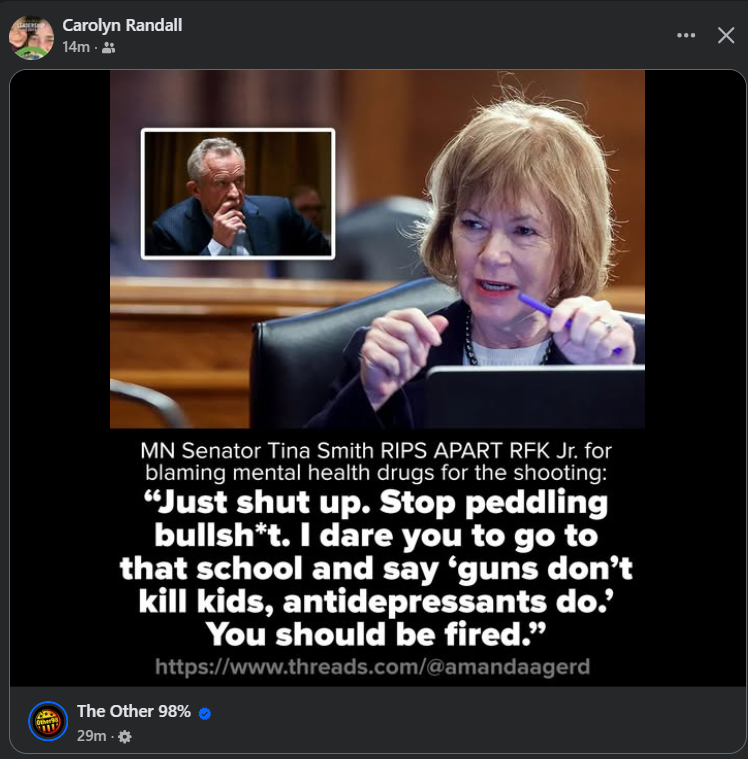 Carolyn Randall
14m ·
MN Senator Tina Smith RIPS APART RFK Jr. for
blaming mental health drugs for the shooting:
“Just shut up. Stop peddling
bullsh*t. I dare you to go to
that school and say ‘guns don’t
kill kids, antidepressants do.’
You should be fired.”
https://www.threads.com/@amandaagerd
The Other 98%
29m ·